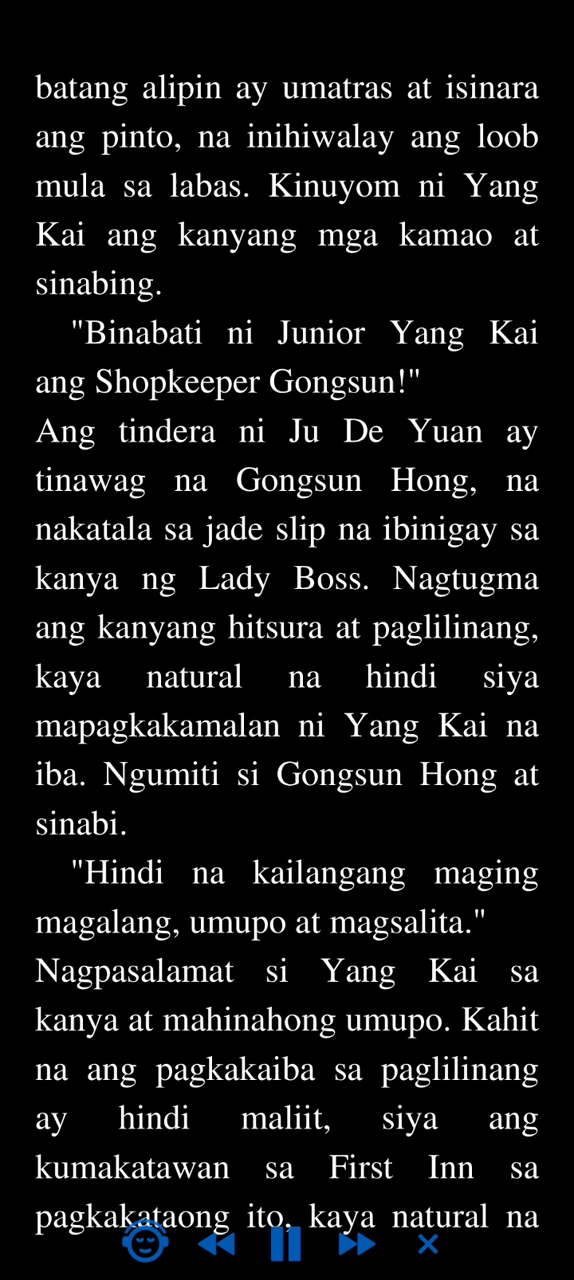 batang alipin ay umatras at isinara
ang pinto, na inihiwalay ang loob
mula sa labas. Kinuyom ni Yang
Kai ang kanyang mga kamao at
sinabing.
"Binabati ni Junior Yang Kai
ang Shopkeeper Gongsun!"
Ang tindera ni Ju De Yuan ay
tinawag na Gongsun Hong, na
nakatala sa jade slip na ibinigay sa
kanya ng Lady Boss. Nagtugma
ang kanyang hitsura at paglilinang,
kaya natural na hindi siya
mapagkakamalan ni Yang Kai na
iba. Ngumiti si Gongsun Hong at
sinabi.
"Hindi na kailangang maging
magalang, umupo at magsalita."
Nagpasalamat si Yang Kai sa
kanya at mahinahong umupo. Kahit
na ang pagkakaiba sa paglilinang
ay hindi maliit, siya ang
kumakatawan sa First Inn sa
pagkakataong ito, kaya natural na